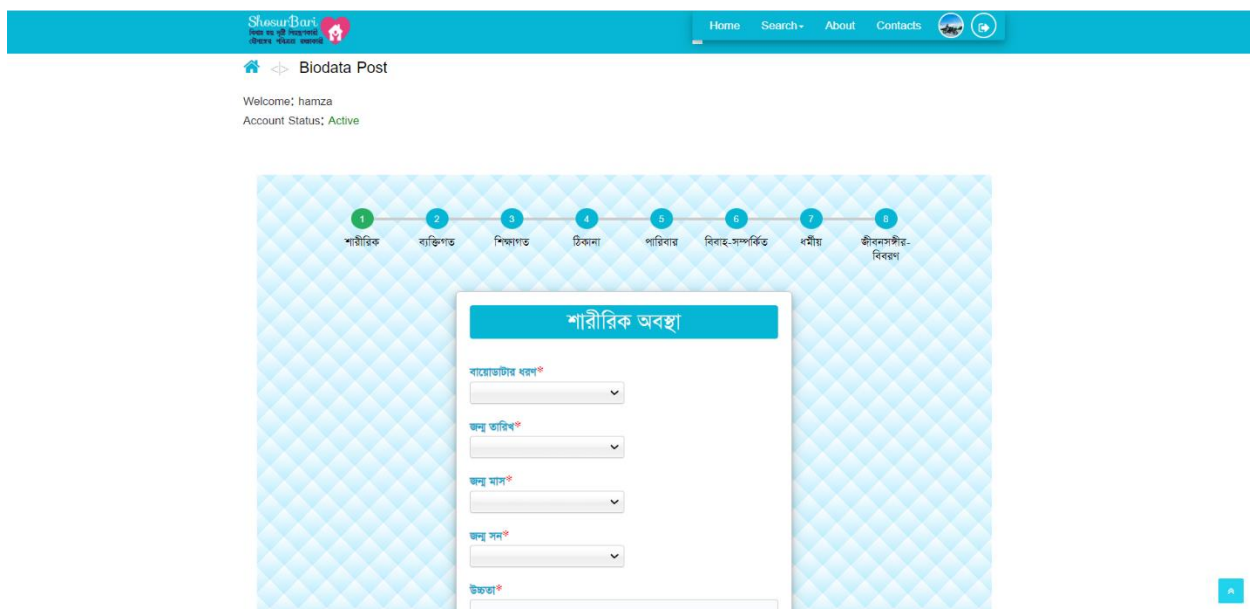 ShosurBari
Home Search About Contacts
Biodata Post
Welcome: hamza
Account Status: Active
1 2 3 4 5 6 7 8
শারীরিক ব্যক্তিগত শিক্ষাগত ঠিকানা পারিবার বিবাহ-সম্পর্কিত ধর্মীয় জীবনসঙ্গীর-
বিবরণ
শারীরিক অবস্থা
বায়োডাটার ধরণ*
জন্ম তারিখ*
জন্ম মাস*
জন্ম সন*
উচ্চতা*